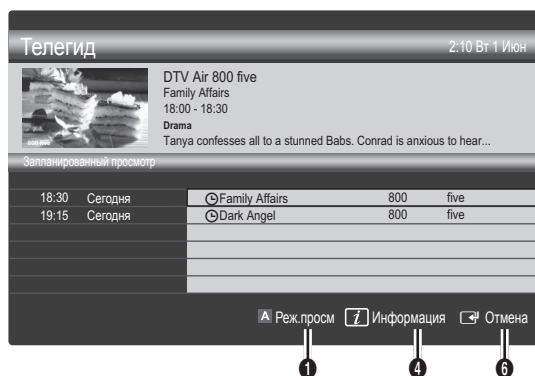 Телегид 2:10 Вт 1 Июн
DTV Air 800 five
Family Affairs
18:00 - 18:30
Drama
Tanya confesses all to a stunned Babs. Conrad is anxious to hear...
800 five
Запланированный просмотр
18:30 Сегодня Family Affairs 800 five
19:15 Сегодня Dark Angel 800 five
A Реж.просм i Информация Отмена
1 4 6